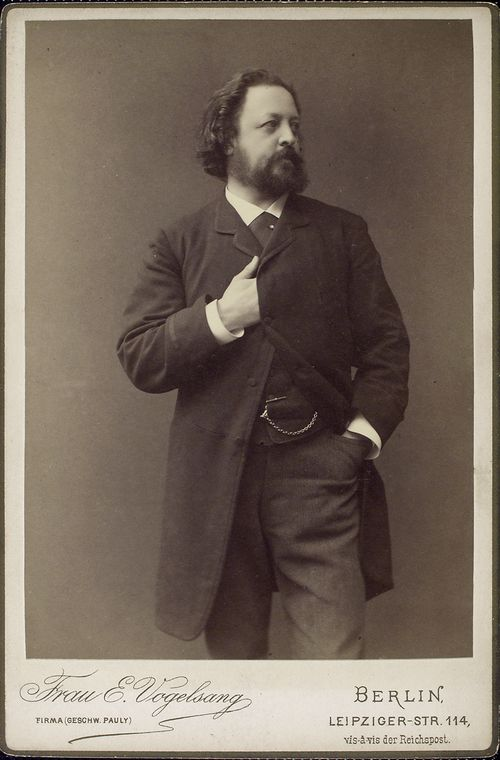 Frau E. Vogelsang
FIRMA (GESCHW. PAULY)
BERLIN,
LEIPZIGER-STR. 114,
vis-à-vis der Reichspost.